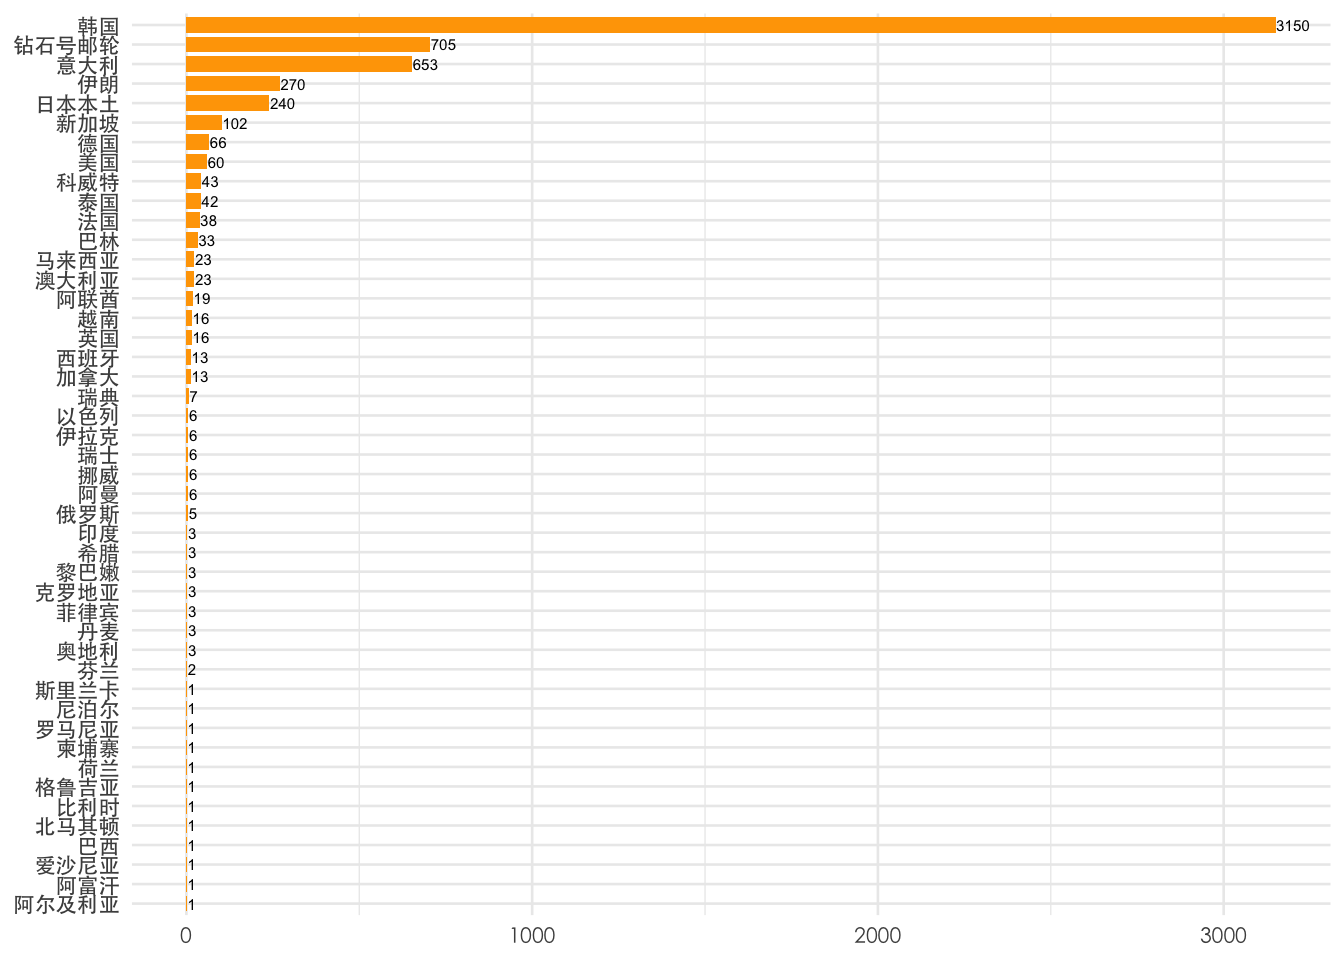 韩国 3150
钻石号邮轮 705
意大利 653
伊朗 270
日本本土 240
新加坡 102
德国 66
美国 60
科威特 43
泰国 42
法国 38
巴林 33
马来西亚 23
澳大利亚 23
阿联酋 19
越南 16
英国 16
西班牙 13
加拿大 13
瑞典 7
以色列 6
伊拉克 6
瑞士 6
挪威 6
阿曼 6
俄罗斯 5
印度 3
希腊 3
黎巴嫩 3
克罗地亚 3
菲律宾 3
丹麦 3
奥地利 3
芬兰 2
斯里兰卡 1
尼泊尔 1
罗马尼亚 1
柬埔寨 1
荷兰 1
格鲁吉亚 1
比利时 1
北马其顿 1
巴西 1
爱沙尼亚 1
阿富汗 1
阿尔及利亚 1
0 1000 2000 3000